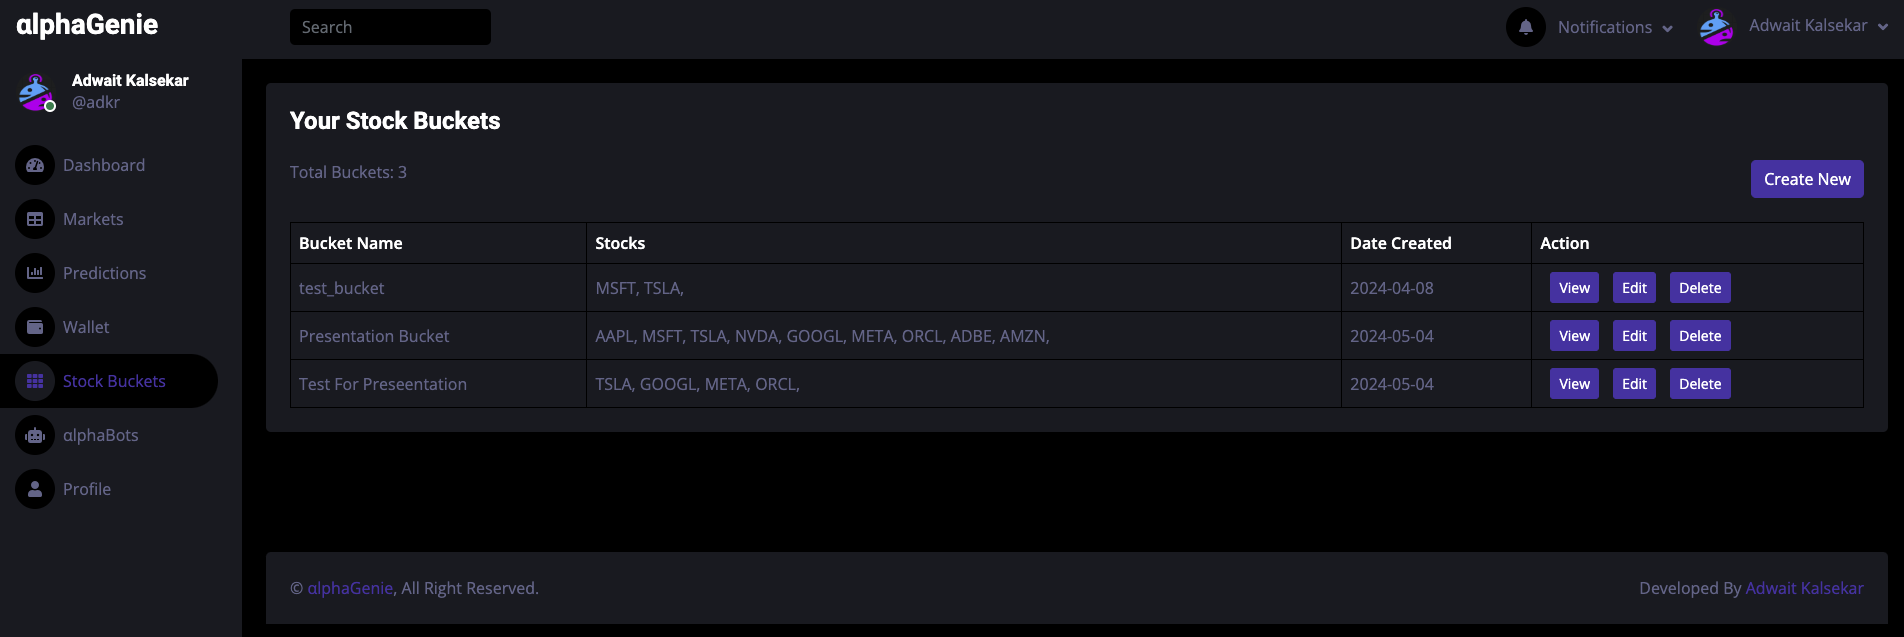 αlphaGenie
Search
Notifications
Adwait Kalsekar
Adwait Kalsekar
@adkr
Dashboard
Markets
Predictions
Wallet
Stock Buckets
αlphaBots
Profile
Your Stock Buckets
Total Buckets: 3
Create New
Bucket Name Stocks Date Created Action
test_bucket MSFT, TSLA, 2024-04-08 View Edit Delete
Presentation Bucket AAPL, MSFT, TSLA, NVDA, GOOGL, META, ORCL, ADBE, AMZN, 2024-05-04 View Edit Delete
Test For Preseentation TSLA, GOOGL, META, ORCL, 2024-05-04 View Edit Delete
© αlphaGenie, All Right Reserved.
Developed By Adwait Kalsekar